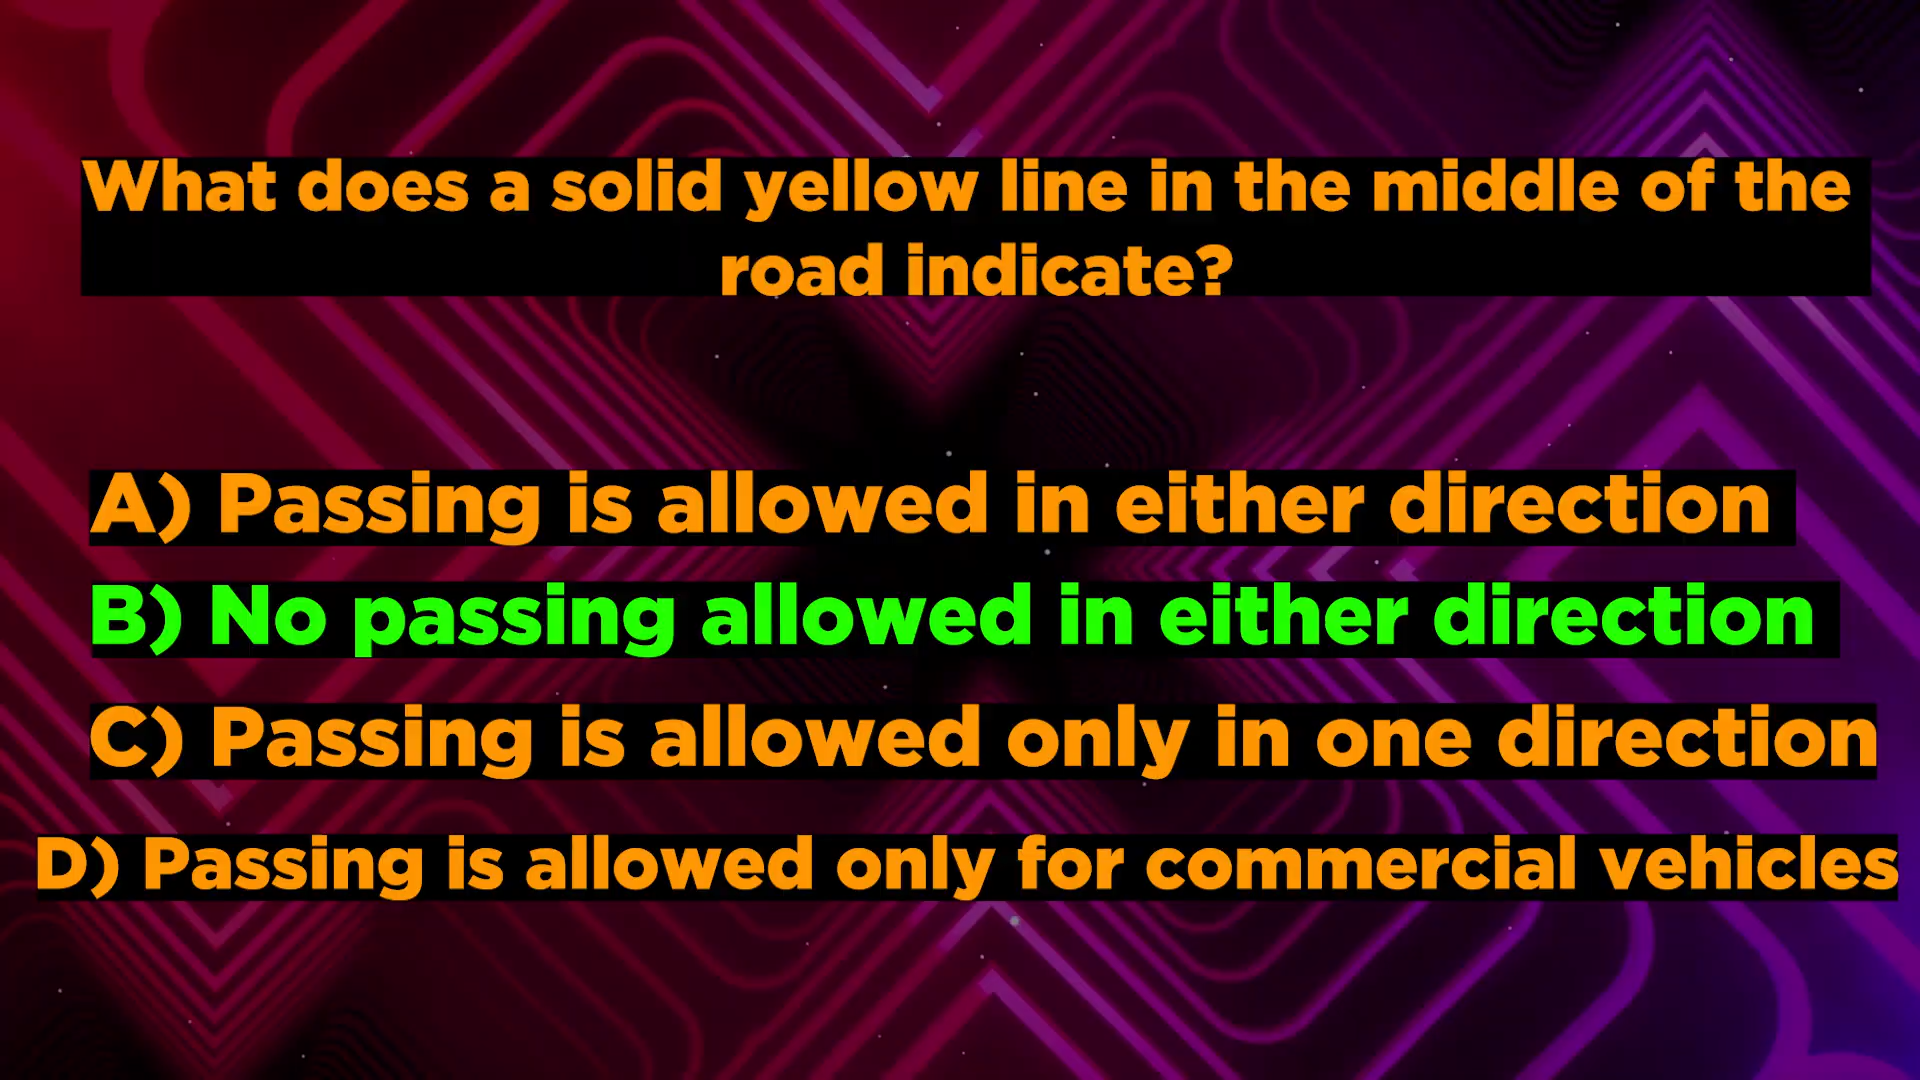 What does a solid yellow line in the middle of the
road indicate?
A) Passing is allowed in either direction
B) No passing allowed in either direction
C) Passing is allowed only in one direction
D) Passing is allowed only for commercial vehicles